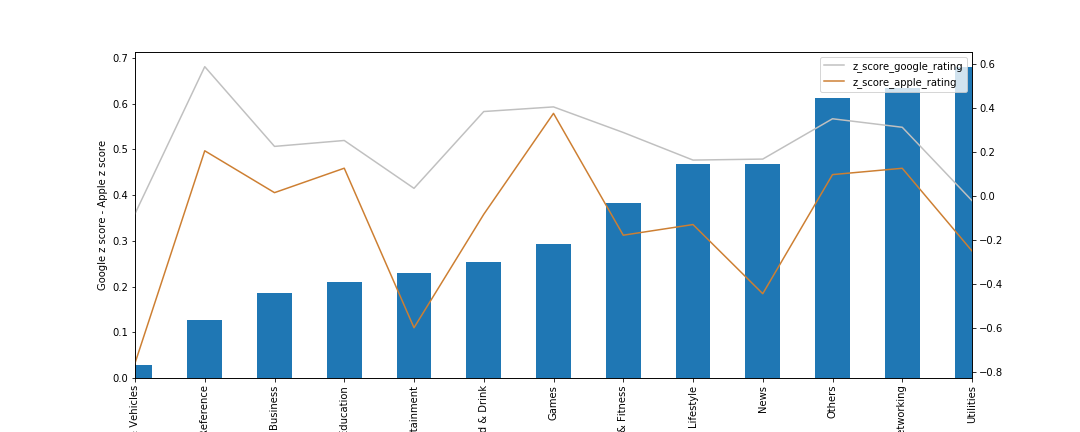 z_score_google_rating
z_score_apple_rating
Google z score - Apple z score
0.7
0.6
0.5
0.4
0.3
0.2
0.1
0.0
0.6
0.4
0.2
0.0
−0.2
−0.4
−0.6
−0.8
Vehicles
Reference
Business
Education
tainment
d & Drink
Games
& Fitness
Lifestyle
News
Others
etworking
Utilities